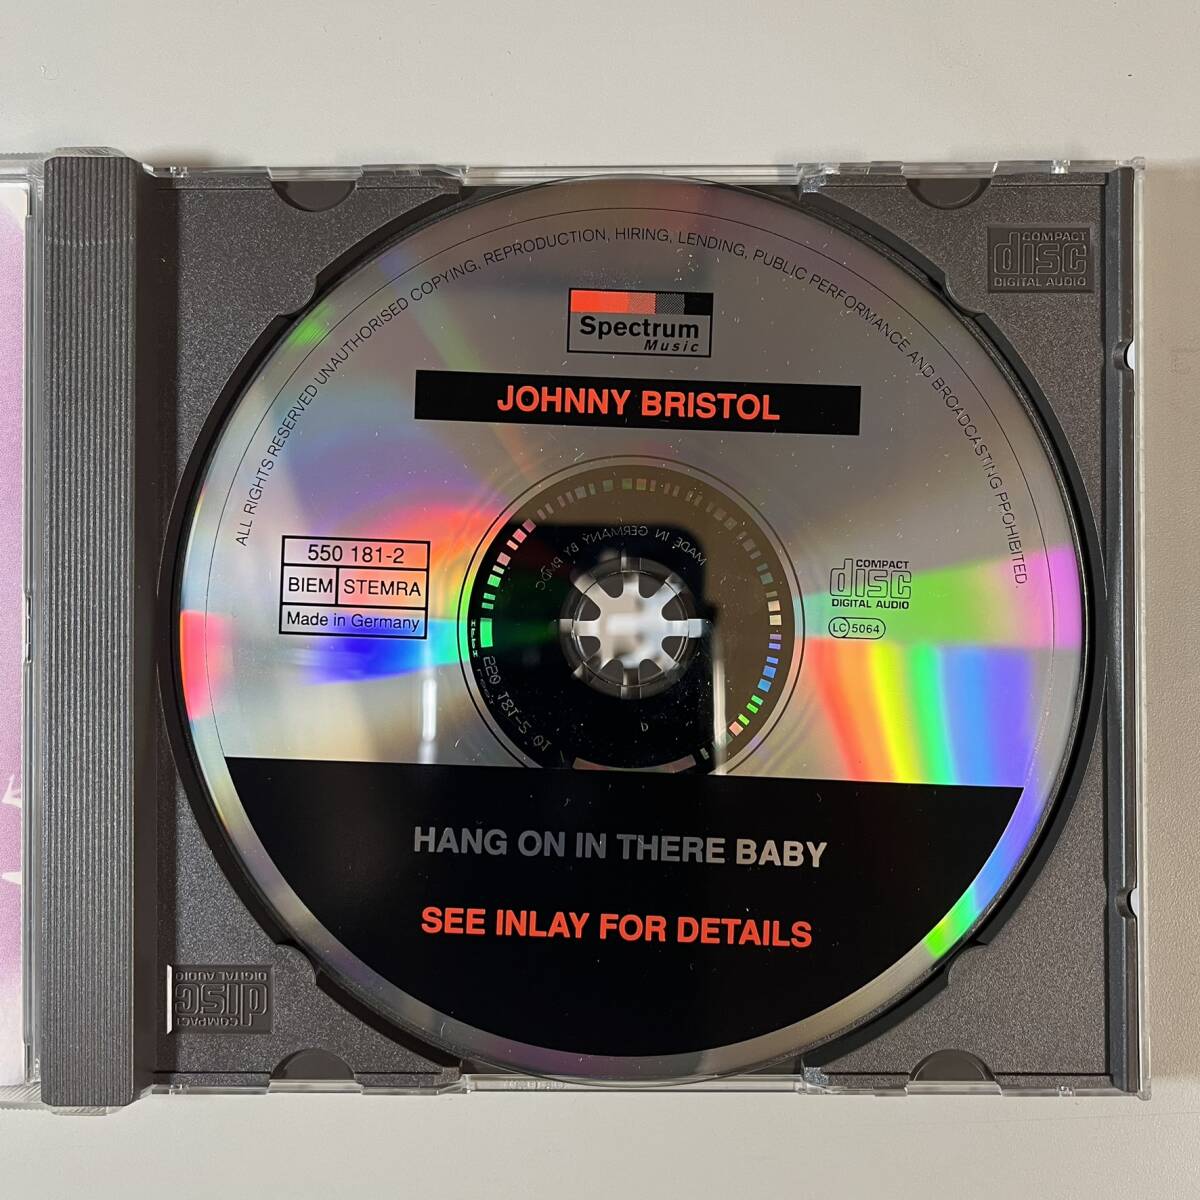 ALL RIGHTS RESERVED UNAUTHORISED COPYING, REPRODUCTION, HIRING, LENDING, PUBLIC PERFORMANCE AND BROADCASTING PPOHIBITED.
COMPACT
disc
DIGITAL AUDIO
Spectrum
Music
JOHNNY BRISTOL
550 181-2
BIEM STEMRA
Made in Germany
MADE IN GERMANY BY PMDC
COMPACT
disc
DIGITAL AUDIO
LC 5064
HANG ON IN THERE BABY
SEE INLAY FOR DETAILS
COMPACT
disc
DIGITAL AUDIO